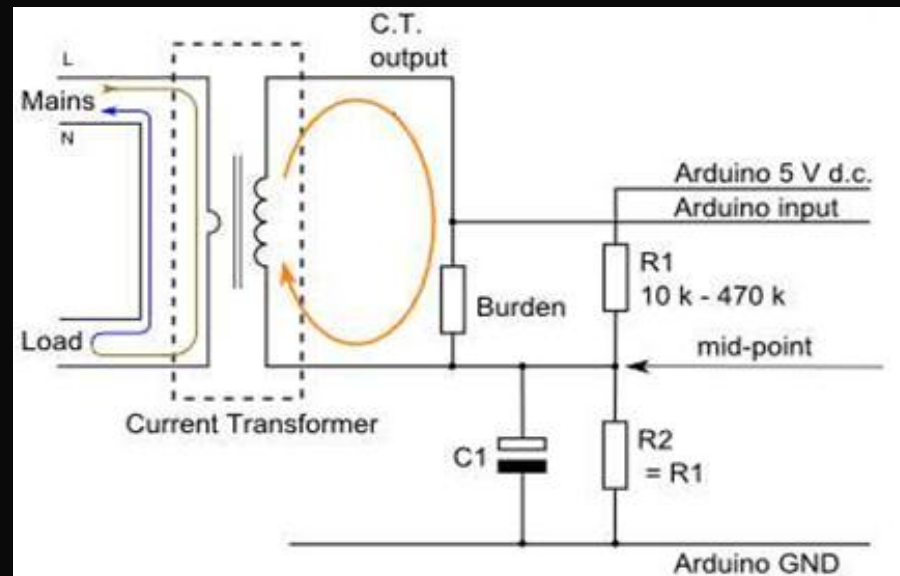 C.T.
output
L
Mains
N
Arduino 5 V d.c.
Arduino input
R1
10 k - 470 k
Burden
Load
mid-point
Current Transformer
C1
R2
= R1
Arduino GND